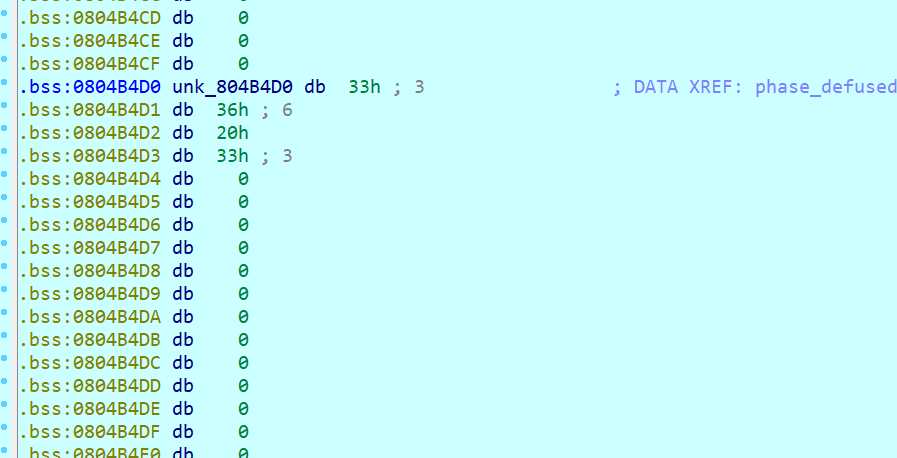 .bss:0804B4CD db 0
.bss:0804B4CE db 0
.bss:0804B4CF db 0
.bss:0804B4D0 unk_804B4D0 db 33h ; 3 ; DATA XREF: phase_defused
.bss:0804B4D1 db 36h ; 6
.bss:0804B4D2 db 20h
.bss:0804B4D3 db 33h ; 3
.bss:0804B4D4 db 0
.bss:0804B4D5 db 0
.bss:0804B4D6 db 0
.bss:0804B4D7 db 0
.bss:0804B4D8 db 0
.bss:0804B4D9 db 0
.bss:0804B4DA db 0
.bss:0804B4DB db 0
.bss:0804B4DC db 0
.bss:0804B4DD db 0
.bss:0804B4DE db 0
.bss:0804B4DF db 0
.bss:0804B4E0 db 0